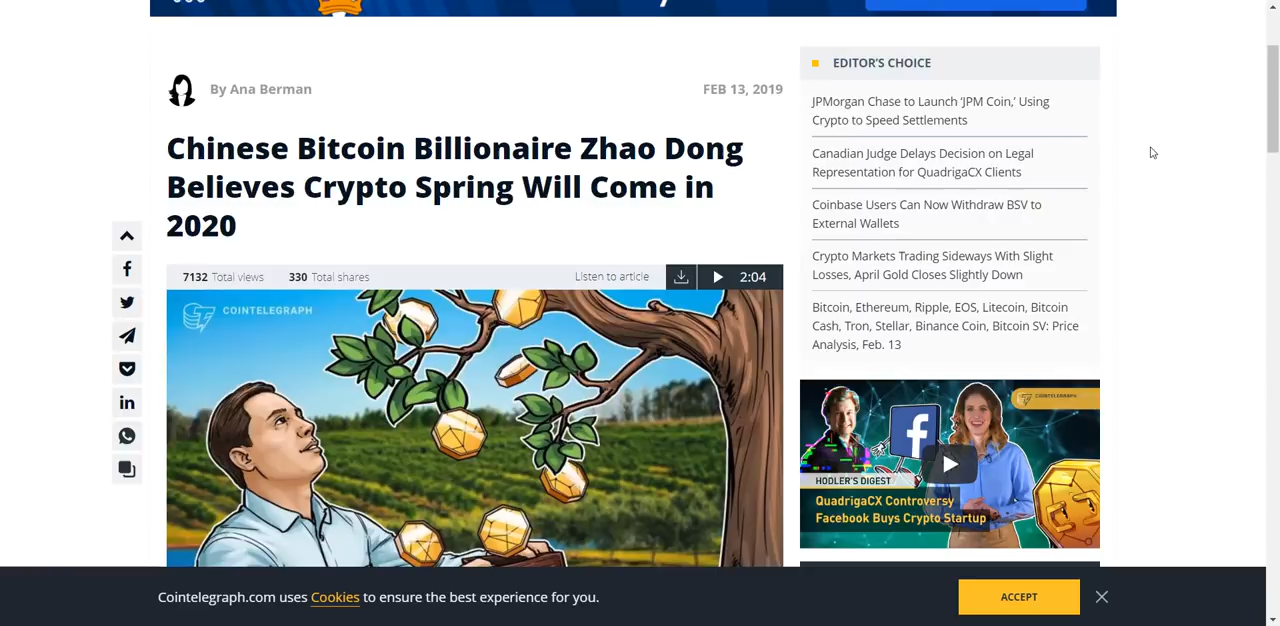 By Ana Berman
FEB 13, 2019
Chinese Bitcoin Billionaire Zhao Dong
Believes Crypto Spring Will Come in
2020
7132 Total views 330 Total shares
Listen to article
2:04
COINTELEGRAPH
EDITOR'S CHOICE
JPMorgan Chase to Launch ‘JPM Coin,’ Using
Crypto to Speed Settlements
Canadian Judge Delays Decision on Legal
Representation for QuadrigaCX Clients
Coinbase Users Can Now Withdraw BSV to
External Wallets
Crypto Markets Trading Sideways With Slight
Losses, April Gold Closes Slightly Down
Bitcoin, Ethereum, Ripple, EOS, Litecoin, Bitcoin
Cash, Tron, Stellar, Binance Coin, Bitcoin SV: Price
Analysis, Feb. 13
COINTELEGRAPH
HODLER'S DIGEST
QuadrigaCX Controversy
Facebook Buys Crypto Startup
Cointelegraph.com uses Cookies to ensure the best experience for you.
ACCEPT